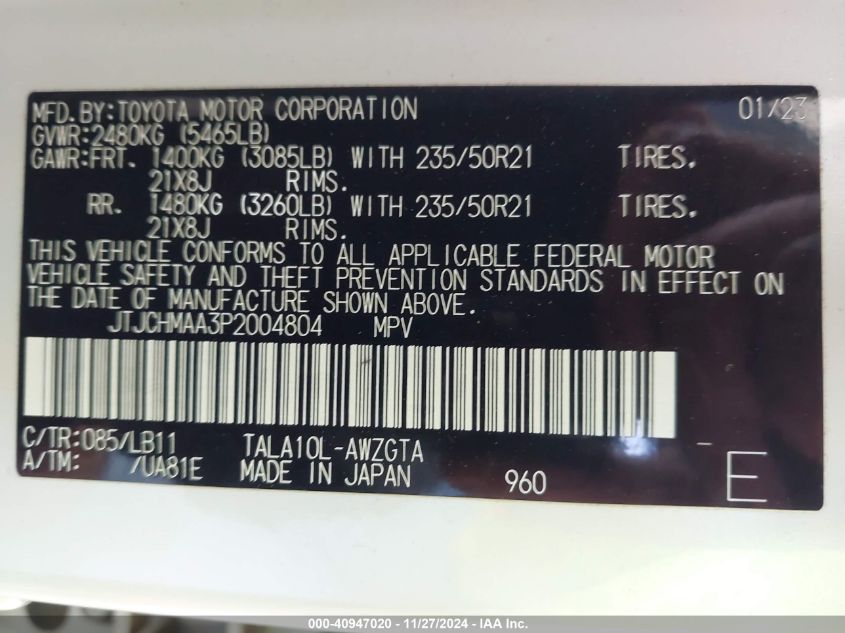 MFD.BY:TOYOTA MOTOR CORPORATION 01/23
GVWR:2480KG (5465LB)
GAWR:FRT. 1400KG (3085LB) WITH 235/50R21 TIRES.
21X8J RIMS.
RR. 1480KG (3260LB) WITH 235/50R21 TIRES.
21X8J RIMS.
THIS VEHICLE CONFORMS TO ALL APPLICABLE FEDERAL MOTOR
VEHICLE SAFETY AND THEFT PREVENTION STANDARDS IN EFFECT ON
THE DATE OF MANUFACTURE SHOWN ABOVE.
JTJCHMAA3P2004804 MPV
C/TR:085/LB11 TALA10L-AWZGTA
A/TM: /UA81E MADE IN JAPAN 960 E
000-40947020 - 11/27/2024 - IAA Inc.